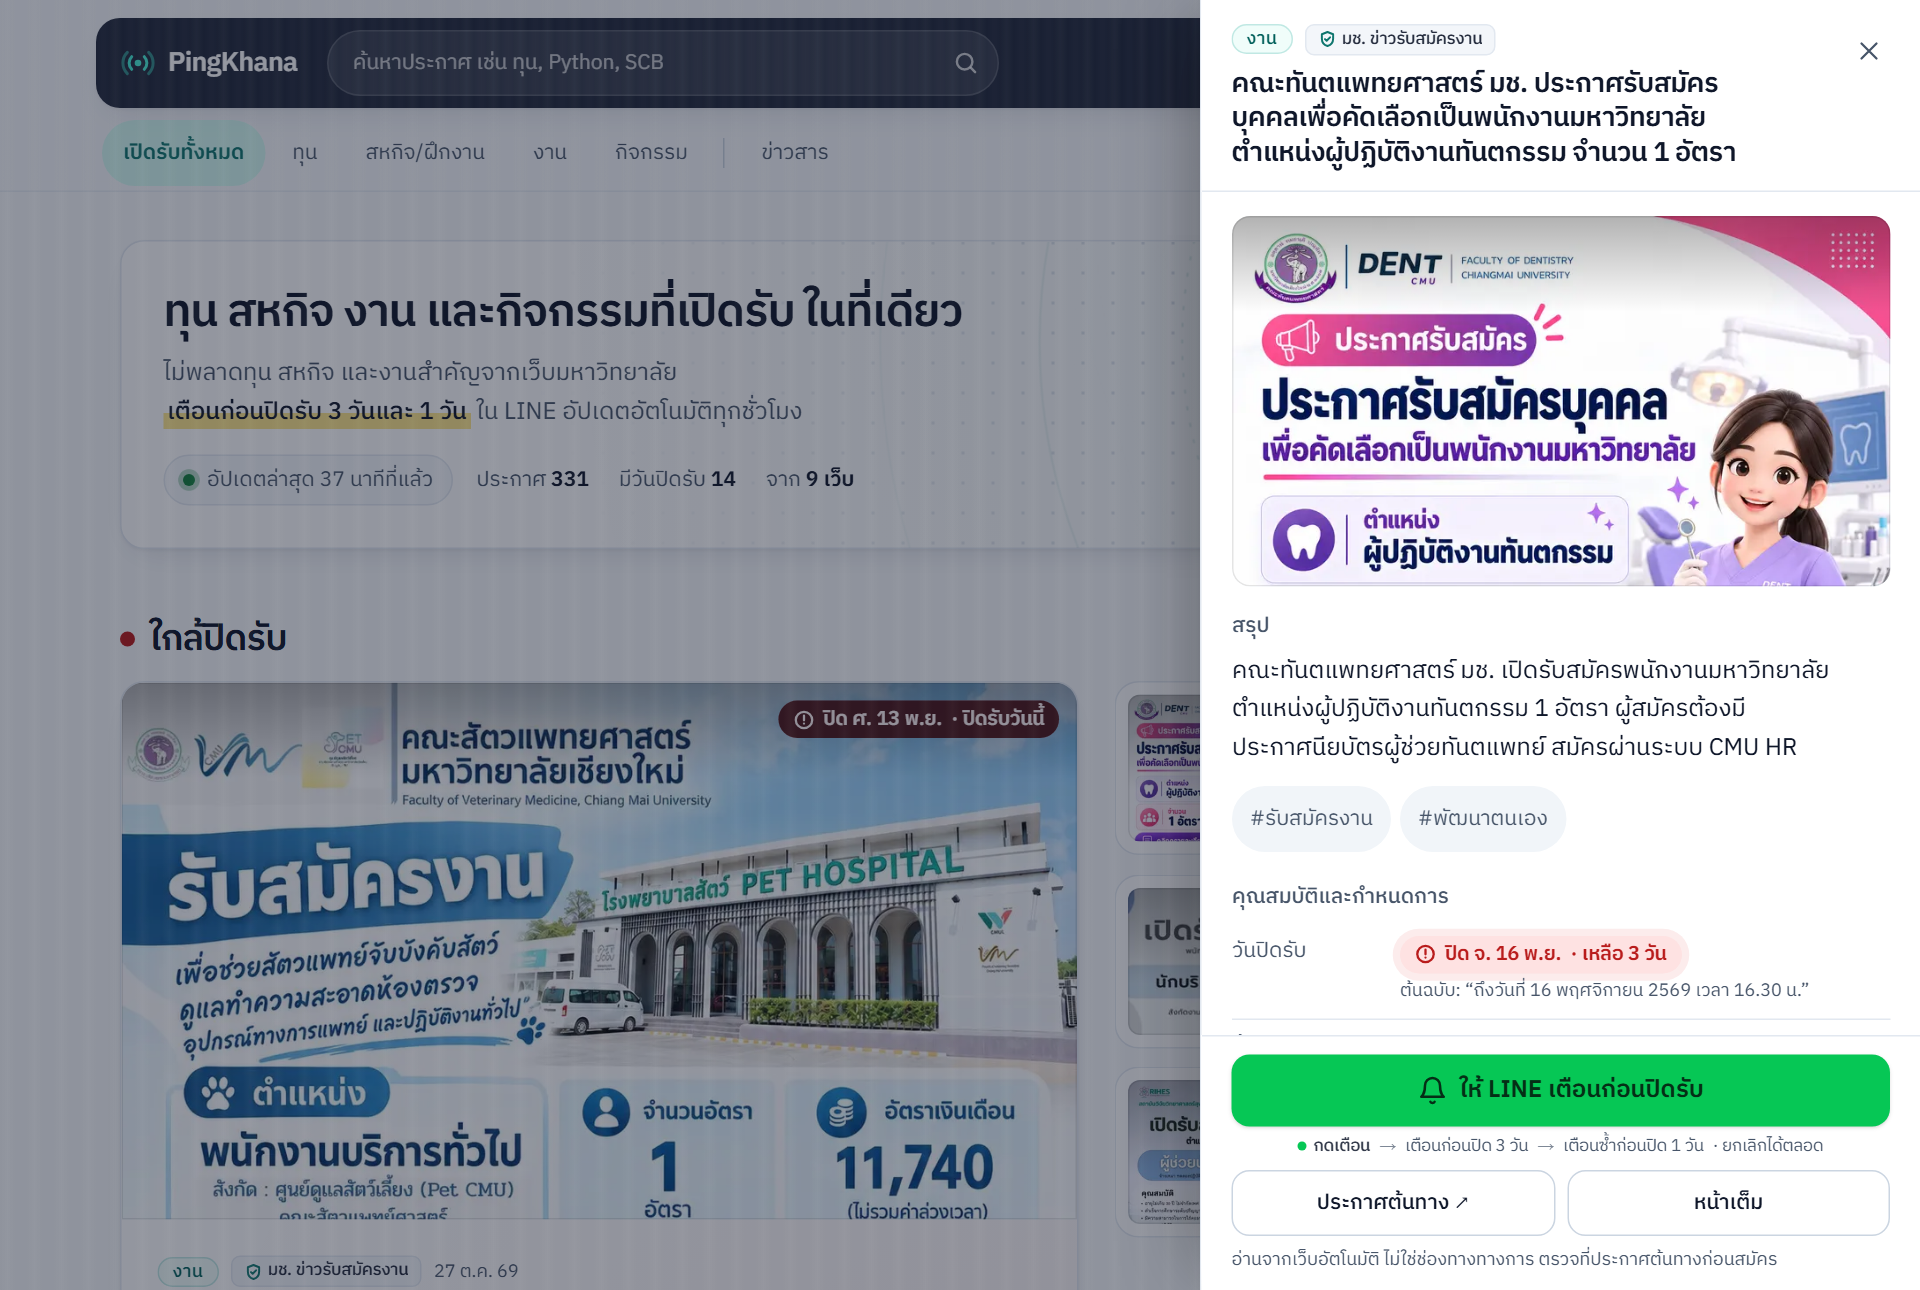 PingKhana
ค้นหาประกาศ เช่น ทุน, Python, SCB
เปิดรับทั้งหมด
ทุน
สหกิจ/ฝึกงาน
งาน
กิจกรรม
ข่าวสาร
ทุน สหกิจ งาน และกิจกรรมที่เปิดรับ ในที่เดียว
ไม่พลาดทุน สหกิจ และงานสำคัญจากเว็บมหาวิทยาลัย
เตือนก่อนปิดรับ 3 วันและ 1 วัน ใน LINE อัปเดตอัตโนมัติทุกชั่วโมง
อัปเดตล่าสุด 37 นาทีที่แล้ว
ประกาศ 331
มีวันปิดรับ 14
จาก 9 เว็บ
ใกล้ปิดรับ
ปิด ศ. 13 พ.ย. · ปิดรับวันนี้
คณะสัตวแพทยศาสตร์
มหาวิทยาลัยเชียงใหม่
Faculty of Veterinary Medicine, Chiang Mai University
รับสมัครงาน
เพื่อช่วยสัตวแพทย์จับบังคับสัตว์
ดูแลทำความสะอาดห้องตรวจ
อุปกรณ์ทางการแพทย์ และปฏิบัติงานทั่วไป"
โรงพยาบาลสัตว์ PET HOSPITAL
ตำแหน่ง
พนักงานบริการทั่วไป
สังกัด : ศูนย์ดูแลสัตว์เลี้ยง (Pet CMU)
คณะสัตวแพทย์ศาสตร์
จำนวนอัตรา
1
อัตรา
อัตราเงินเดือน
11,740
(ไม่รวมค่าล่วงเวลา)
งาน
มช. ข่าวรับสมัครงาน
27 ต.ค. 69
งาน
มช. ข่าวรับสมัครงาน
คณะทันตแพทยศาสตร์ มช. ประกาศรับสมัคร
บุคคลเพื่อคัดเลือกเป็นพนักงานมหาวิทยาลัย
ตำแหน่งผู้ปฏิบัติงานทันตกรรม จำนวน 1 อัตรา
DENT
CMU
FACULTY OF DENTISTRY
CHIANGMAI UNIVERSITY
ประกาศรับสมัคร
ประกาศรับสมัครบุคคล
เพื่อคัดเลือกเป็นพนักงานมหาวิทยาลัย
ตำแหน่ง
ผู้ปฏิบัติงานทันตกรรม
สรุป
คณะทันตแพทยศาสตร์ มช. เปิดรับสมัครพนักงานมหาวิทยาลัย
ตำแหน่งผู้ปฏิบัติงานทันตกรรม 1 อัตรา ผู้สมัครต้องมี
ประกาศนียบัตรผู้ช่วยทันตแพทย์ สมัครผ่านระบบ CMU HR
#รับสมัครงาน
#พัฒนาตนเอง
คุณสมบัติและกำหนดการ
วันปิดรับ
ปิด จ. 16 พ.ย. · เหลือ 3 วัน
ต้นฉบับ: “ถึงวันที่ 16 พฤศจิกายน 2569 เวลา 16.30 น.”
ให้ LINE เตือนก่อนปิดรับ
กดเตือน → เตือนก่อนปิด 3 วัน → เตือนซ้ำก่อนปิด 1 วัน · ยกเลิกได้ตลอด
ประกาศต้นทาง ↗
หน้าเต็ม
อ่านจากเว็บอัตโนมัติ ไม่ใช่ช่องทางทางการ ตรวจที่ประกาศต้นทางก่อนสมัคร